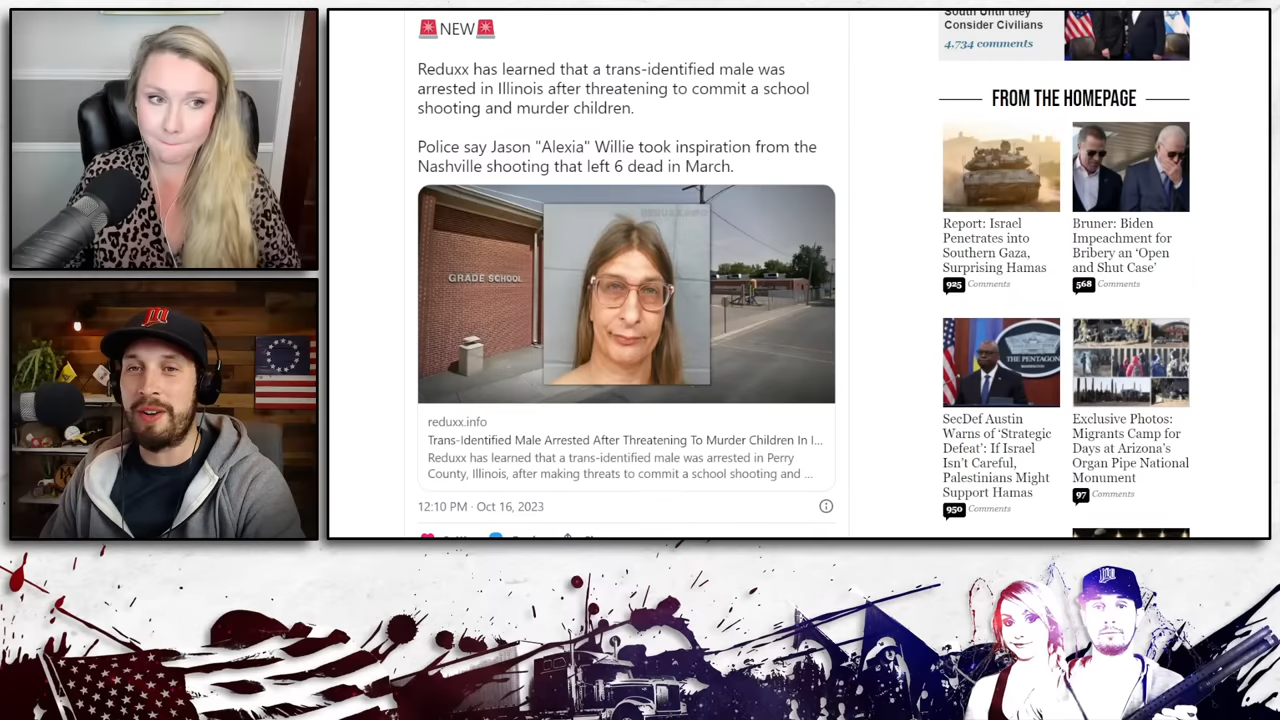 🚨NEW🚨
Reduxx has learned that a trans-identified male was
arrested in Illinois after threatening to commit a school
shooting and murder children.
Police say Jason "Alexia" Willie took inspiration from the
Nashville shooting that left 6 dead in March.
REDUXX.INFO
GRADE SCHOOL
reduxx.info
Trans-Identified Male Arrested After Threatening To Murder Children In I...
Reduxx has learned that a trans-identified male was arrested in Perry
County, Illinois, after making threats to commit a school shooting and ...
12:10 PM · Oct 16, 2023
South Until they
Consider Civilians
4,734 comments
FROM THE HOMEPAGE
Report: Israel
Penetrates into
Southern Gaza,
Surprising Hamas
925 Comments
Bruner: Biden
Impeachment for
Bribery an ‘Open
and Shut Case’
568 Comments
THE PENTAGON
SecDef Austin
Warns of ‘Strategic
Defeat’: If Israel
Isn’t Careful,
Palestinians Might
Support Hamas
950 Comments
Exclusive Photos:
Migrants Camp for
Days at Arizona’s
Organ Pipe National
Monument
97 Comments